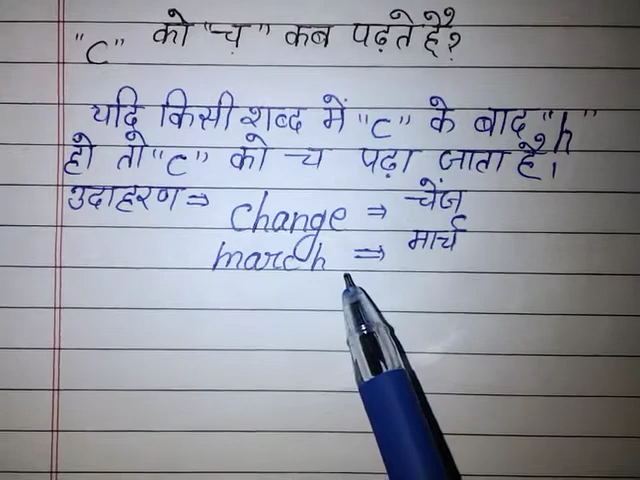 "C" को "च" कब पढ़ते हैं?
यदि किसी शब्द में "C" के बाद "h"
हो तो "C" को च पढ़ा जाता है।
उदाहरण ⇒ change ⇒ चेंज
march ⇒ मार्च